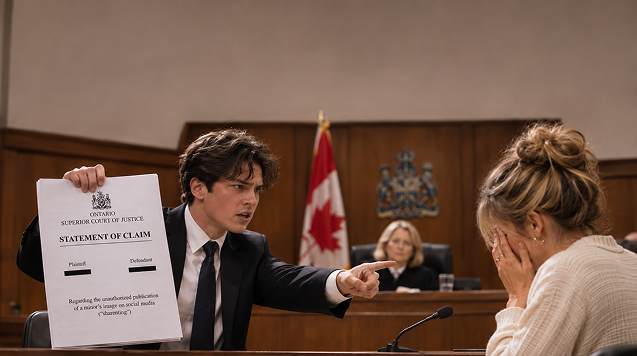 ONTARIO
SUPERIOR COURT OF JUSTICE
STATEMENT OF CLAIM
Plaintiff Defendant
Regarding the unauthorized publication
of a minor's image on social media
("sharenting")